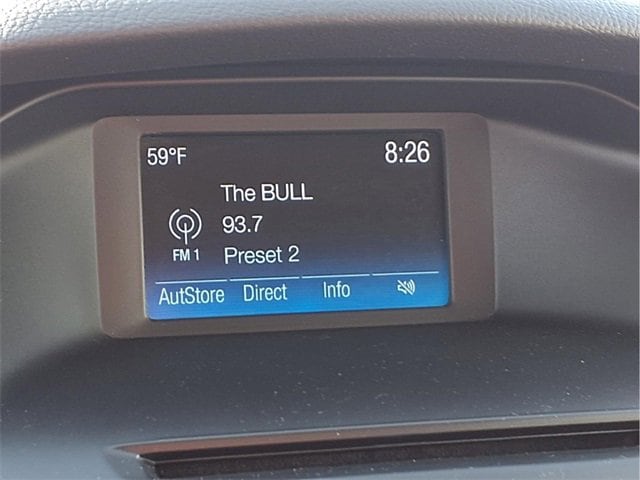 59°F 8:26
The BULL
93.7
FM 1 Preset 2
AutStore Direct Info